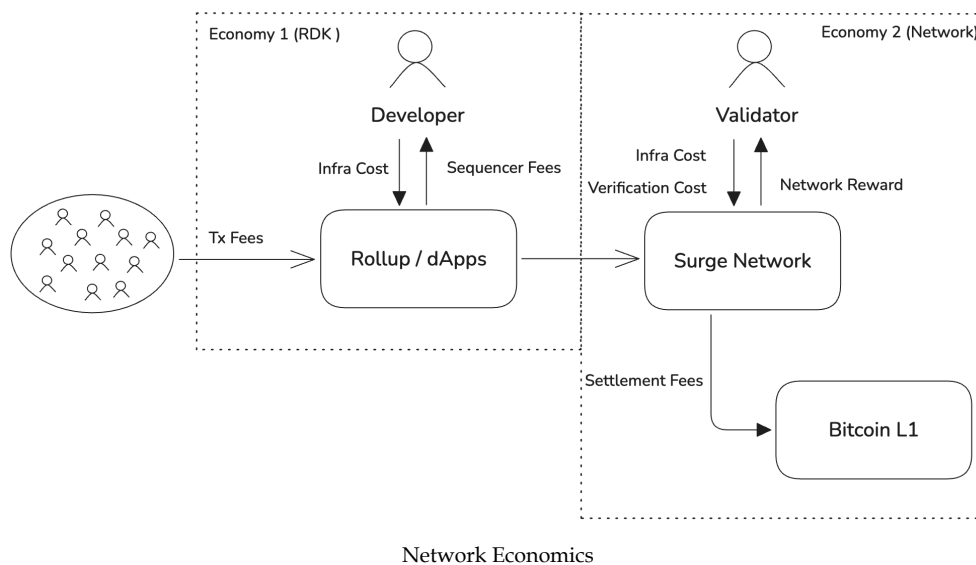 Economy 1 (RDK )
Economy 2 (Network)
Developer
Validator
Infra Cost
Sequencer Fees
Infra Cost
Verification Cost
Network Reward
Tx Fees
Rollup / dApps
Surge Network
Settlement Fees
Bitcoin L1
Network Economics